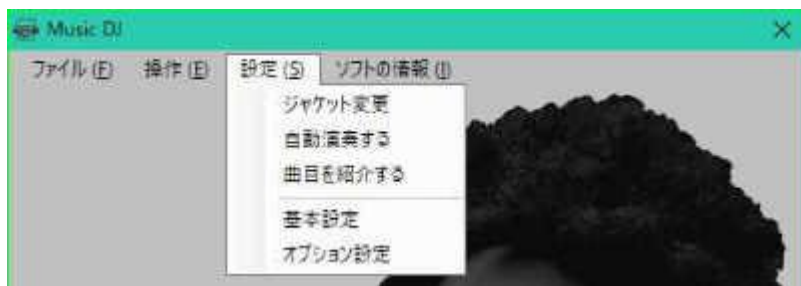 Music DJ
ファイル (F) 操作 (E) 設定 (S) ソフトの情報 (I)
ジャケット変更
自動演奏する
曲目を紹介する
基本設定
オプション設定